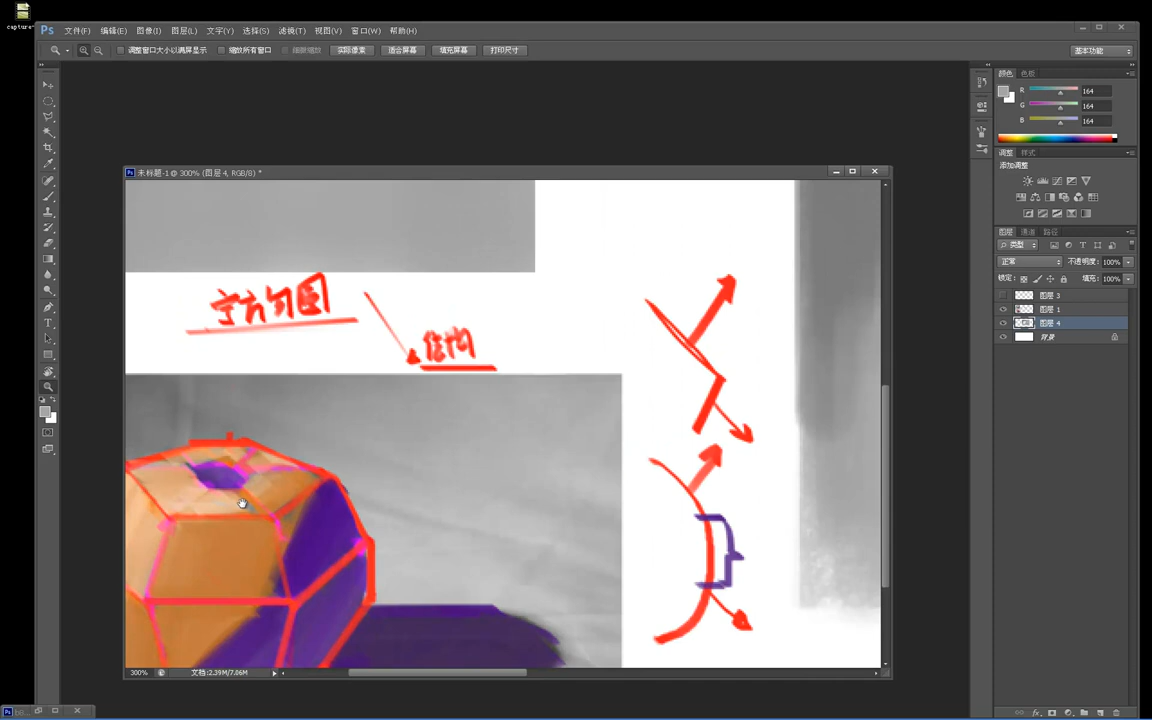 capture
Ps 文件(F) 编辑(E) 图像(I) 图层(L) 文字(Y) 选择(S) 滤镜(T) 视图(V) 窗口(W) 帮助(H)
调整窗口大小以满屏显示 缩放所有窗口 细微缩放 实际像素 适合屏幕 填充屏幕 打印尺寸 基本功能
颜色 色板
R 164
G 164
B 164
调整 样式
添加调整
图层 通道 路径
类型
正常 不透明度: 100%
锁定: 填充: 100%
图层 3
图层 1
图层 4
背景
未标题-1 @ 300% (图层 4, RGB/8) *
结构
300% 文档:2.39M/7.06M
Ps